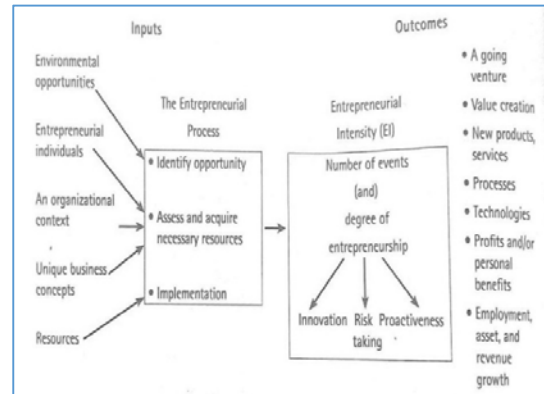 Inputs
Outcomes
Environmental
opportunities
Entrepreneurial
individuals
An organizational
context
Unique business
concepts
Resources
The Entrepreneurial
Process
• Identify opportunity
• Assess and acquire
necessary resources
• Implementation
Entrepreneurial
Intensity (EI)
Number of events
(and)
degree of
entrepreneurship
Innovation Risk Proactiveness
taking
• A going
venture
• Value creation
• New products,
services
• Processes
• Technologies
• Profits and/or
personal
benefits
• Employment,
asset, and
revenue
growth